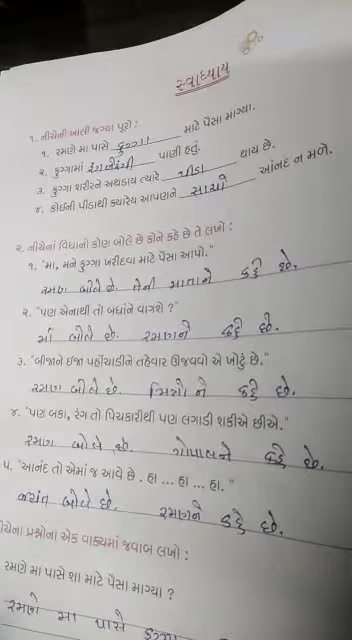 સ્વાધ્યાય
૧. નીચેની ખાલી જગ્યા પૂરો :
૧. રમણે મા પાસે ફુગ્ગા માટે પૈસા માગ્યા.
૨. ફુગ્ગામાં રંગબેરંગી પાણી હતું.
૩. ફુગ્ગા શરીરને અથડાય ત્યારે પીડા થાય છે.
૪. કોઈની પીડાથી ક્યારેય આપણને સાચો આનંદ ન મળે.
૨. નીચેનાં વિધાનો કોણ બોલે છે કોને કહે છે તે લખો :
૧. "મા, મને ફુગ્ગા ખરીદવા માટે પૈસા આપો."
રમણ બોલે છે. તેની માતાને કહે છે.
૨. "પણ એનાથી તો બધાંને વાગશે ?"
માં બોલે છે. રમણને કહે છે.
૩. "બીજાને ઈજા પહોંચાડીને તહેવાર ઊજવવો એ ખોટું છે."
રમણ બોલે છે. મિત્રોને કહે છે.
૪. "પણ બકા, રંગ તો પિચકારીથી પણ લગાડી શકીએ છીએ."
રમણ બોલે છે. ગોપાલને કહે છે.
૫. "આનંદ તો એમાં જ આવે છે . હા ... હા ... હા. "
બોલે છે. રમણને કહે છે.
ના પ્રશ્નોના એક વાક્યમાં જવાબ લખો :
રમણે મા પાસે શા માટે પૈસા માગ્યા ?
રમણે મા પાસે